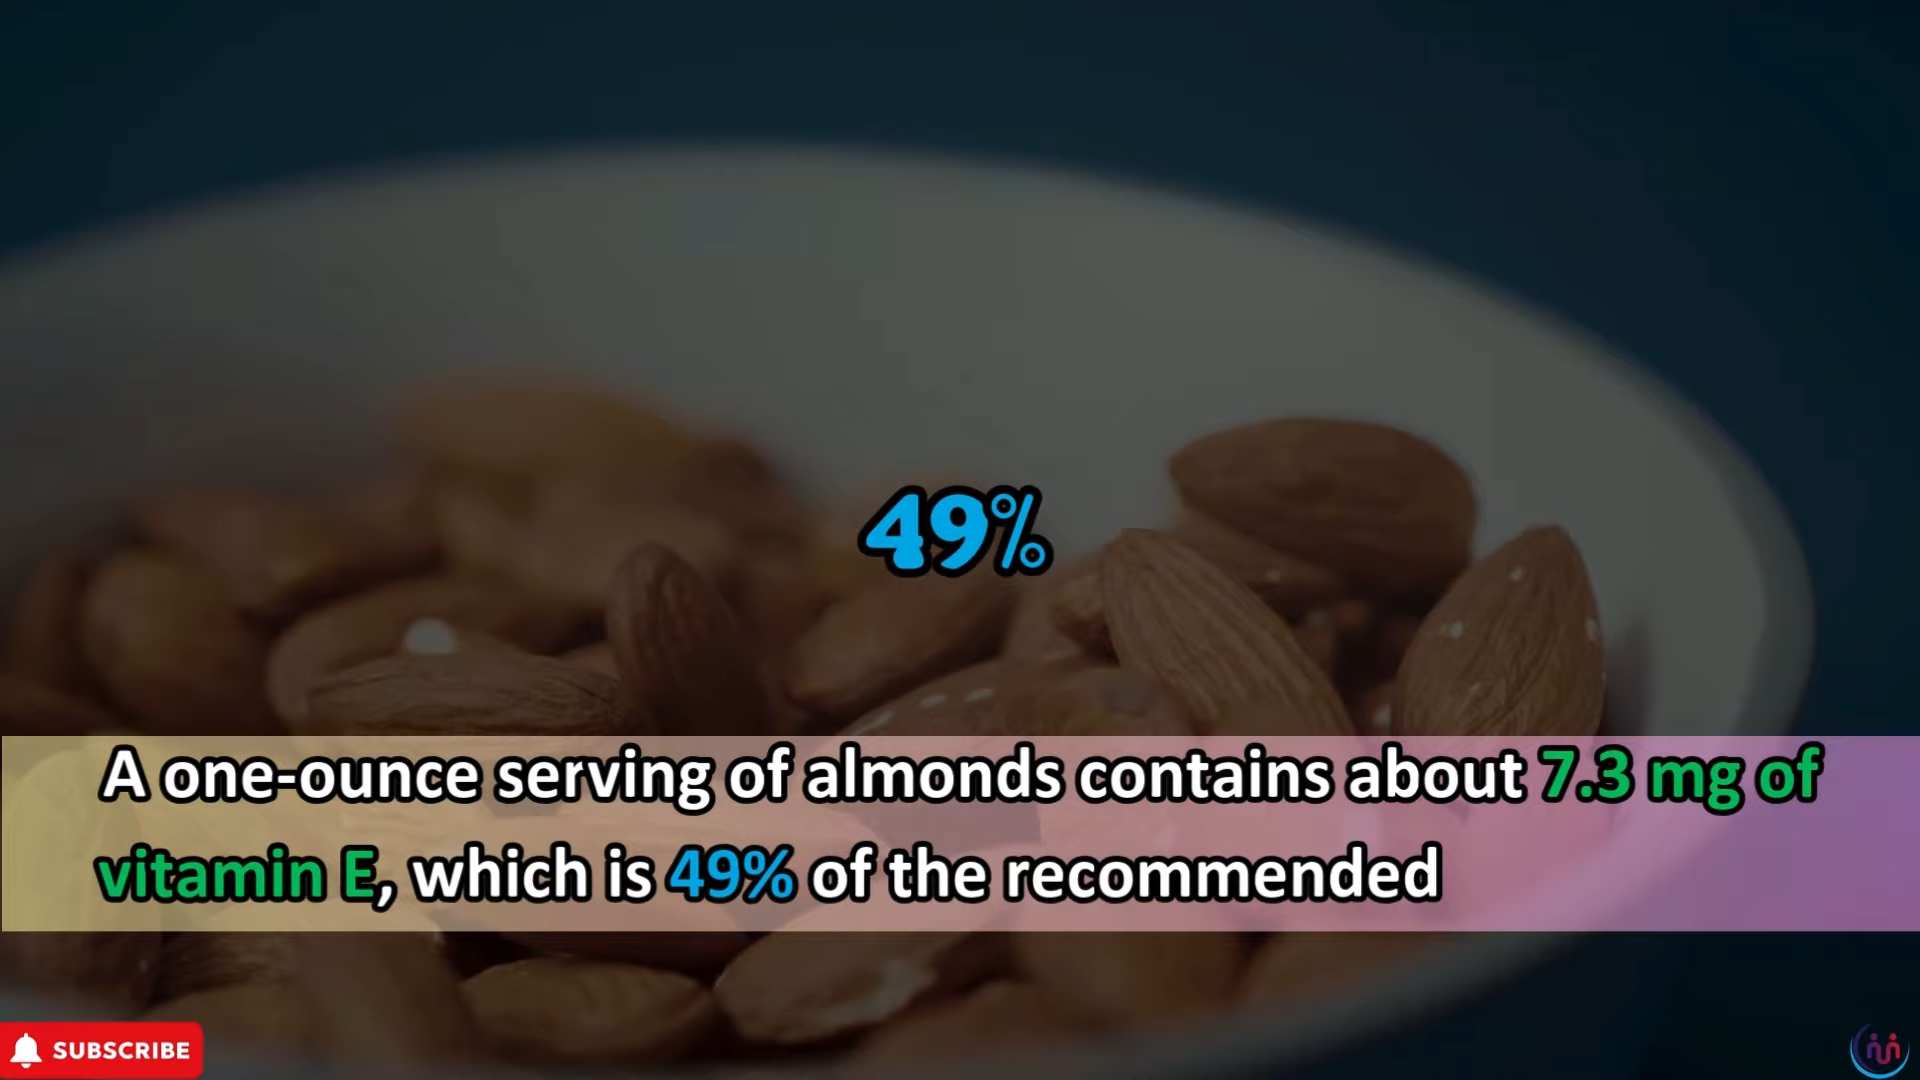 49%
A one-ounce serving of almonds contains about 7.3 mg of
vitamin E, which is 49% of the recommended
SUBSCRIBE